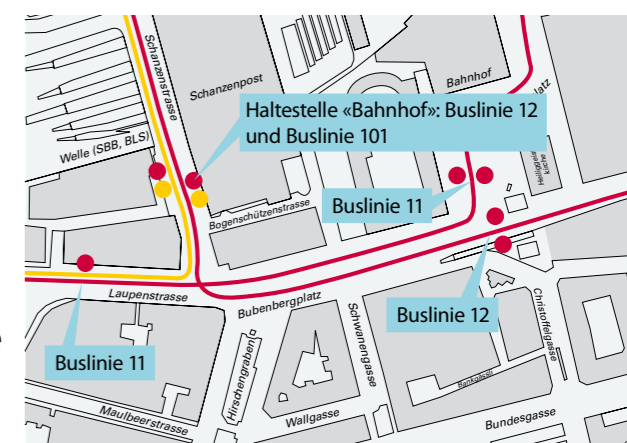 Schanzenstrasse
Schanzenpost
Bahnhof
Haltestelle «Bahnhof»: Buslinie 12
und Buslinie 101
Welle (SBB, BLS)
Buslinie 11
Bogenschützenstrasse
Laupenstrasse
Bubenbergplatz
Buslinie 12
Buslinie 11
Hirschengraben
Schwanengasse
Christoffelgasse
Bankgässli
Maulbeerstrasse
Wallgasse
Bundesgasse